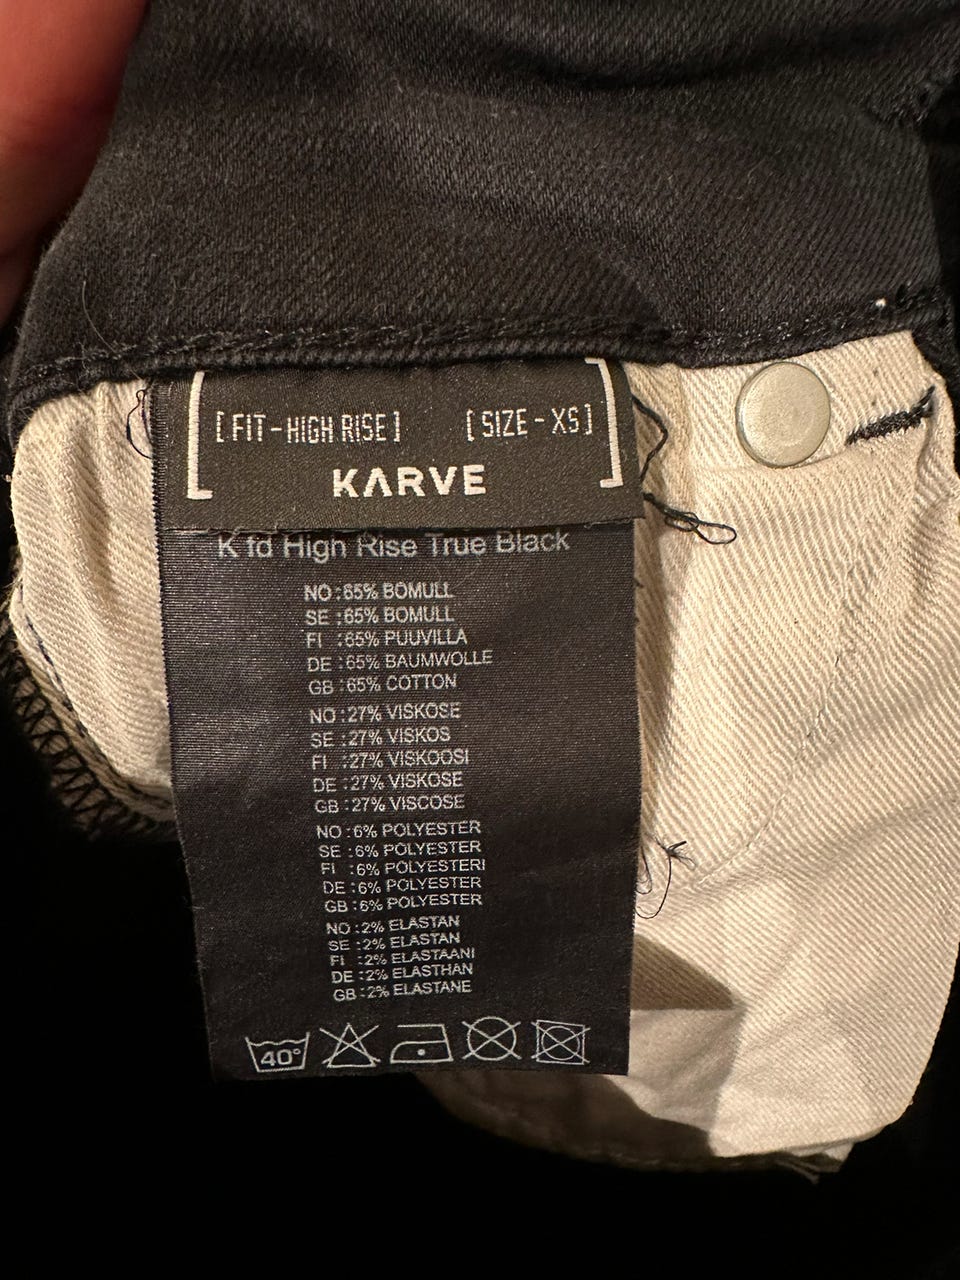 [ FIT - HIGH RISE ] [ SIZE - XS ]
KARVE
K fd High Rise True Black
NO : 65% BOMULL
SE : 65% BOMULL
FI : 65% PUUVILLA
DE : 65% BAUMWOLLE
GB : 65% COTTON
NO : 27% VISKOSE
SE : 27% VISKOS
FI : 27% VISKOOSI
DE : 27% VISKOSE
GB : 27% VISCOSE
NO : 6% POLYESTER
SE : 6% POLYESTER
FI : 6% POLYESTERI
DE : 6% POLYESTER
GB : 6% POLYESTER
NO : 2% ELASTAN
SE : 2% ELASTAN
FI : 2% ELASTAANI
DE : 2% ELASTHAN
GB : 2% ELASTANE
40°